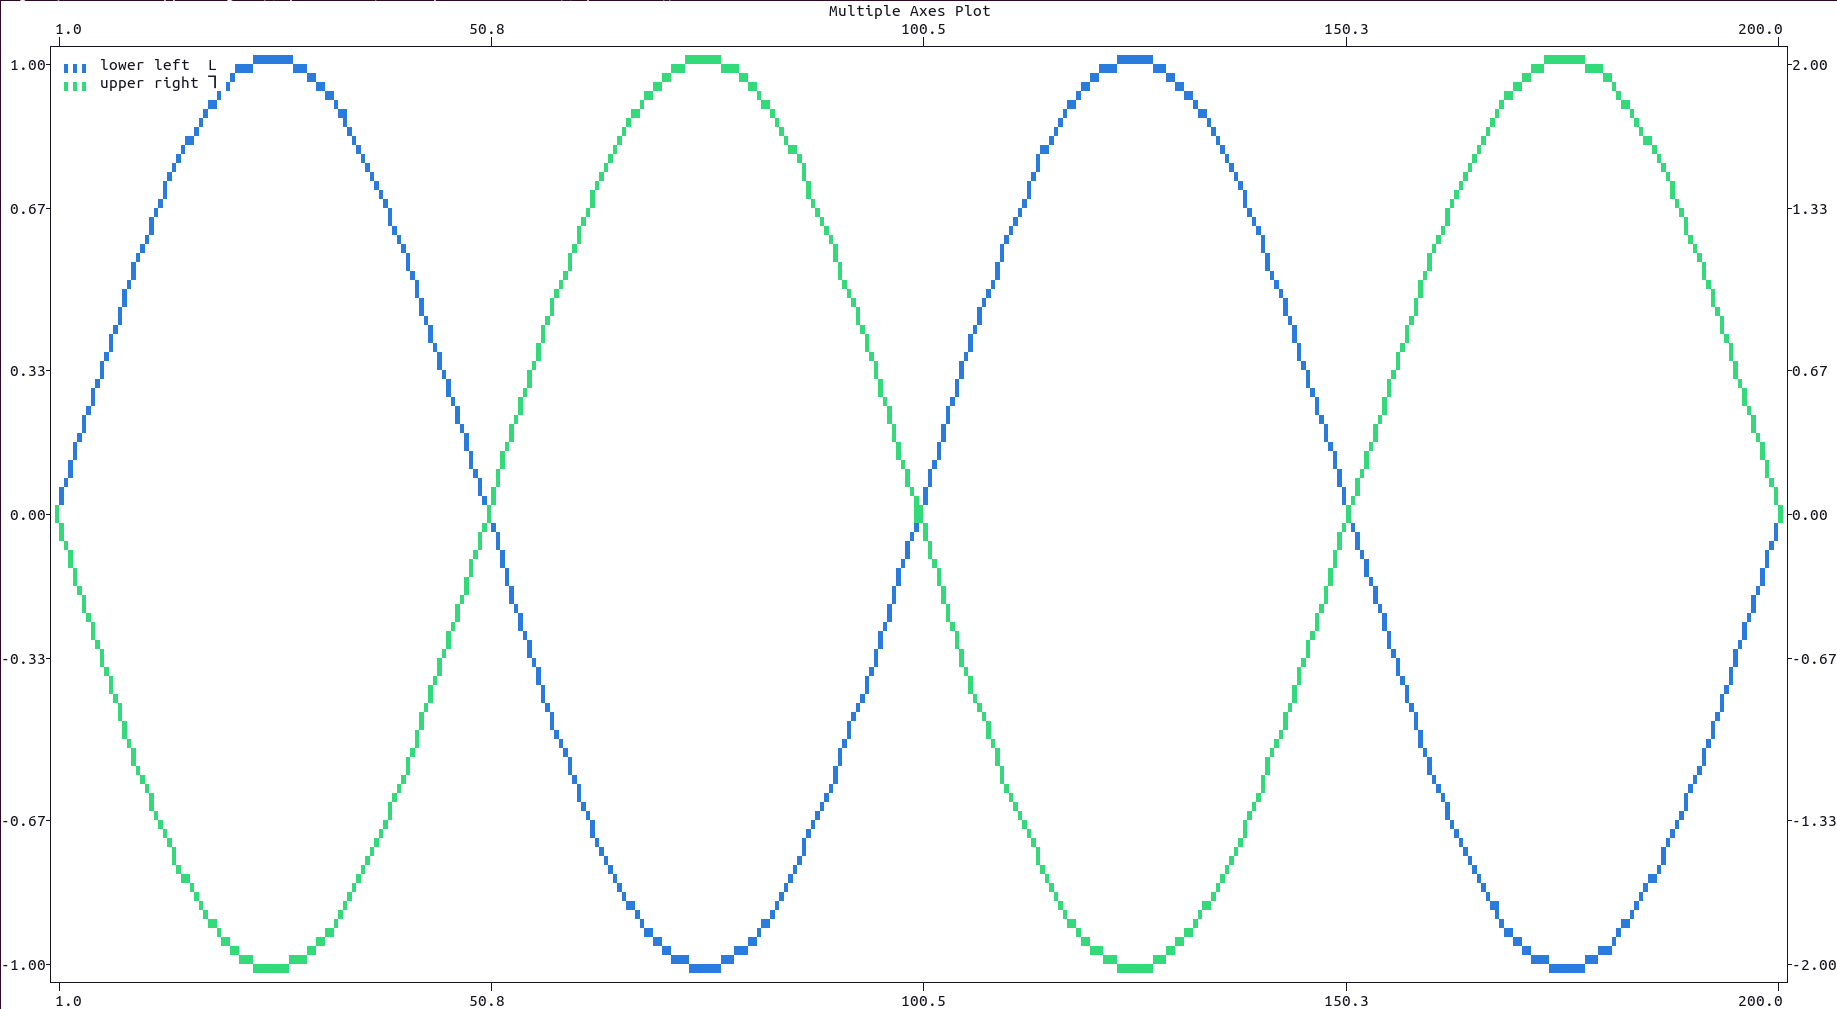 Multiple Axes Plot
1.0 50.8 100.5 150.3 200.0
1.00 lower left L 2.00
upper right ㄱ
0.67 1.33
0.33 0.67
0.00 0.00
-0.33 -0.67
-0.67 -1.33
-1.00 -2.00
1.0 50.8 100.5 150.3 200.0